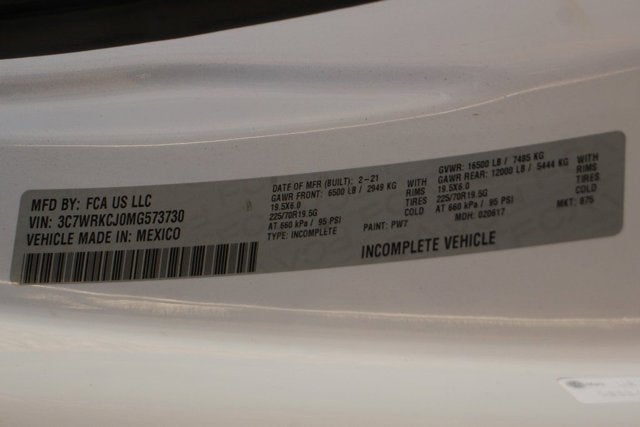 MFD BY: FCA US LLC
VIN: 3C7WRKCJ0MG573730
VEHICLE MADE IN: MEXICO
DATE OF MFR (BUILT): 2-21
GAWR FRONT: 6500 LB / 2949 KG WITH
19.5X6.0 RIMS
225/70R19.5G TIRES
AT 660 kPa / 95 PSI COLD
TYPE: INCOMPLETE
PAINT: PW7
GVWR: 16500 LB / 7485 KG
GAWR REAR: 12000 LB / 5444 KG WITH
19.5X6.0 RIMS
225/70R19.5G TIRES
AT 660 kPa / 95 PSI COLD
MDH: 020617
MKT: 875
INCOMPLETE VEHICLE